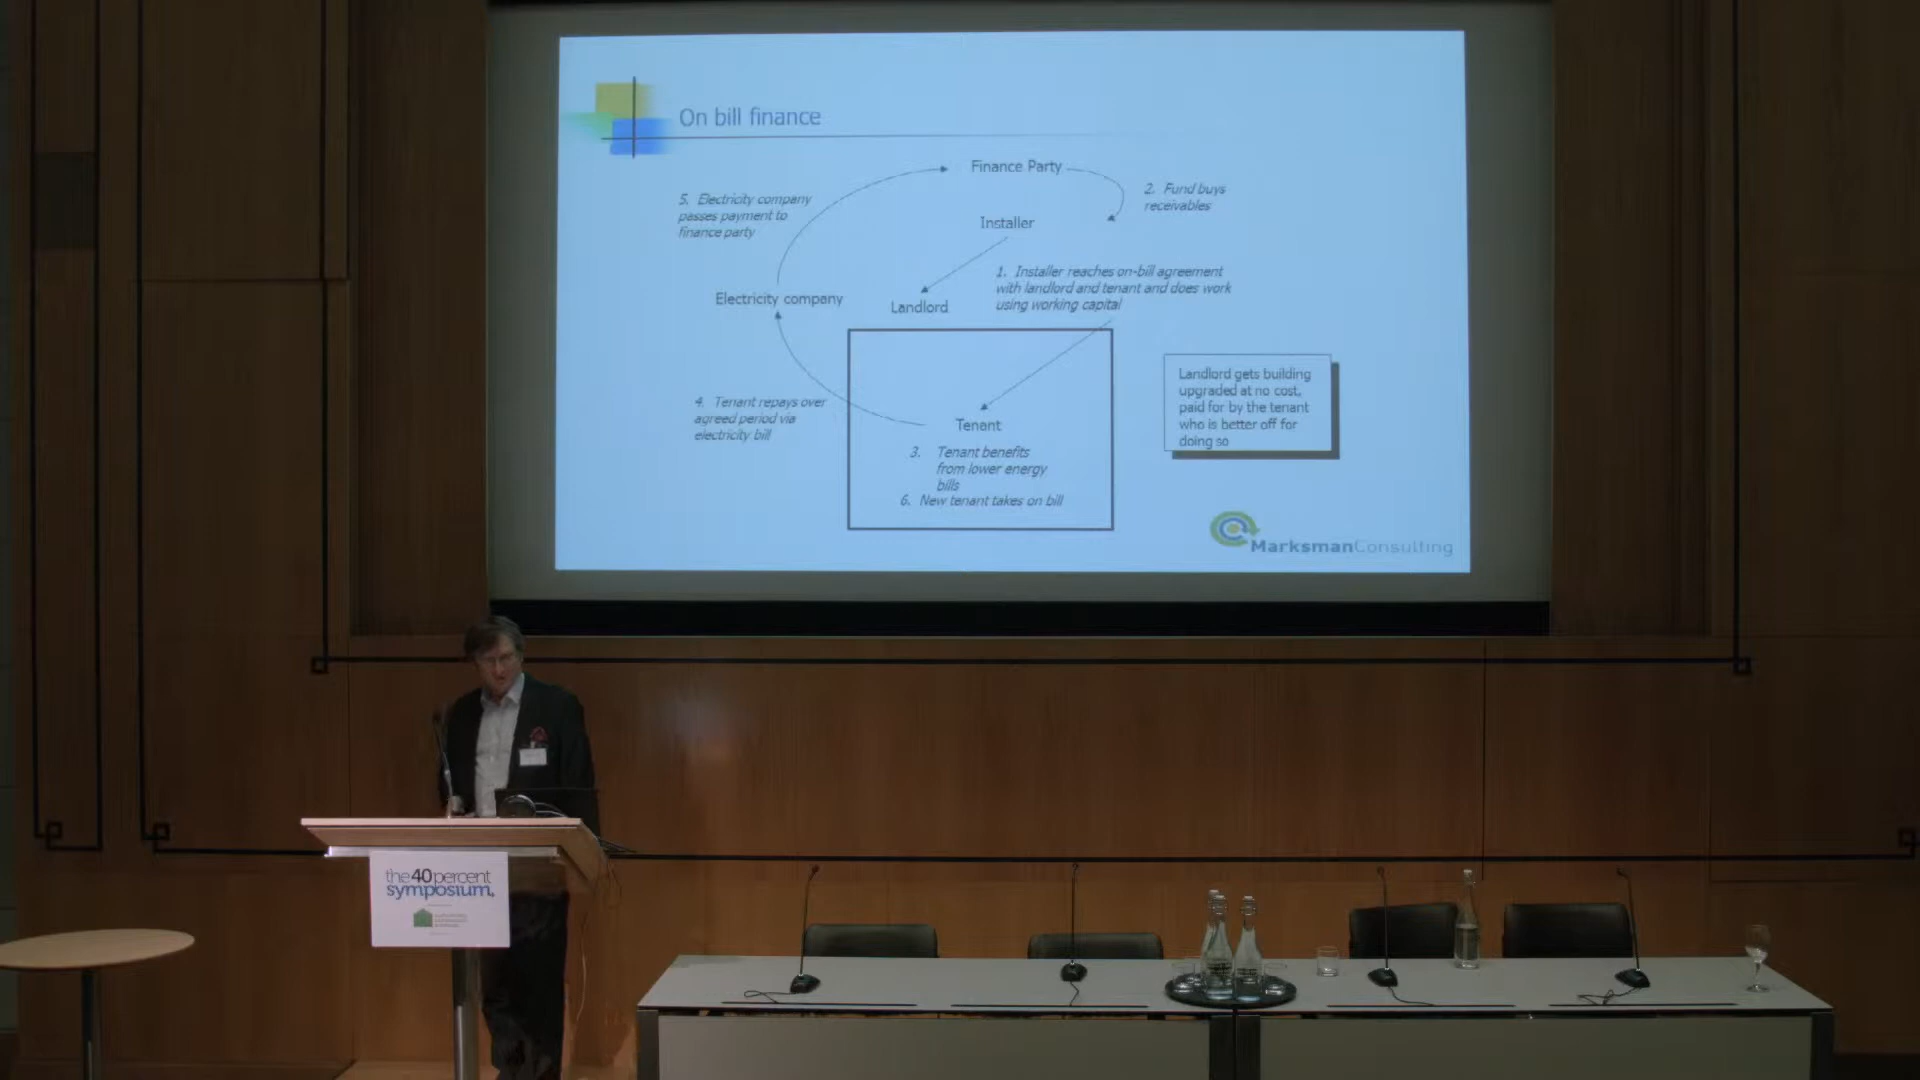 On bill finance
Finance Party
5. Electricity company
passes payment to
finance party
2. Fund buys
receivables
Installer
1. Installer reaches on-bill agreement
with landlord and tenant and does work
using working capital
Electricity company
Landlord
Landlord gets building
upgraded at no cost,
paid for by the tenant
who is better off for
doing so
4. Tenant repays over
agreed period via
electricity bill
Tenant
3. Tenant benefits
from lower energy
bills
6. New tenant takes on bill
MarksmanConsulting
the 40 percent
symposium.